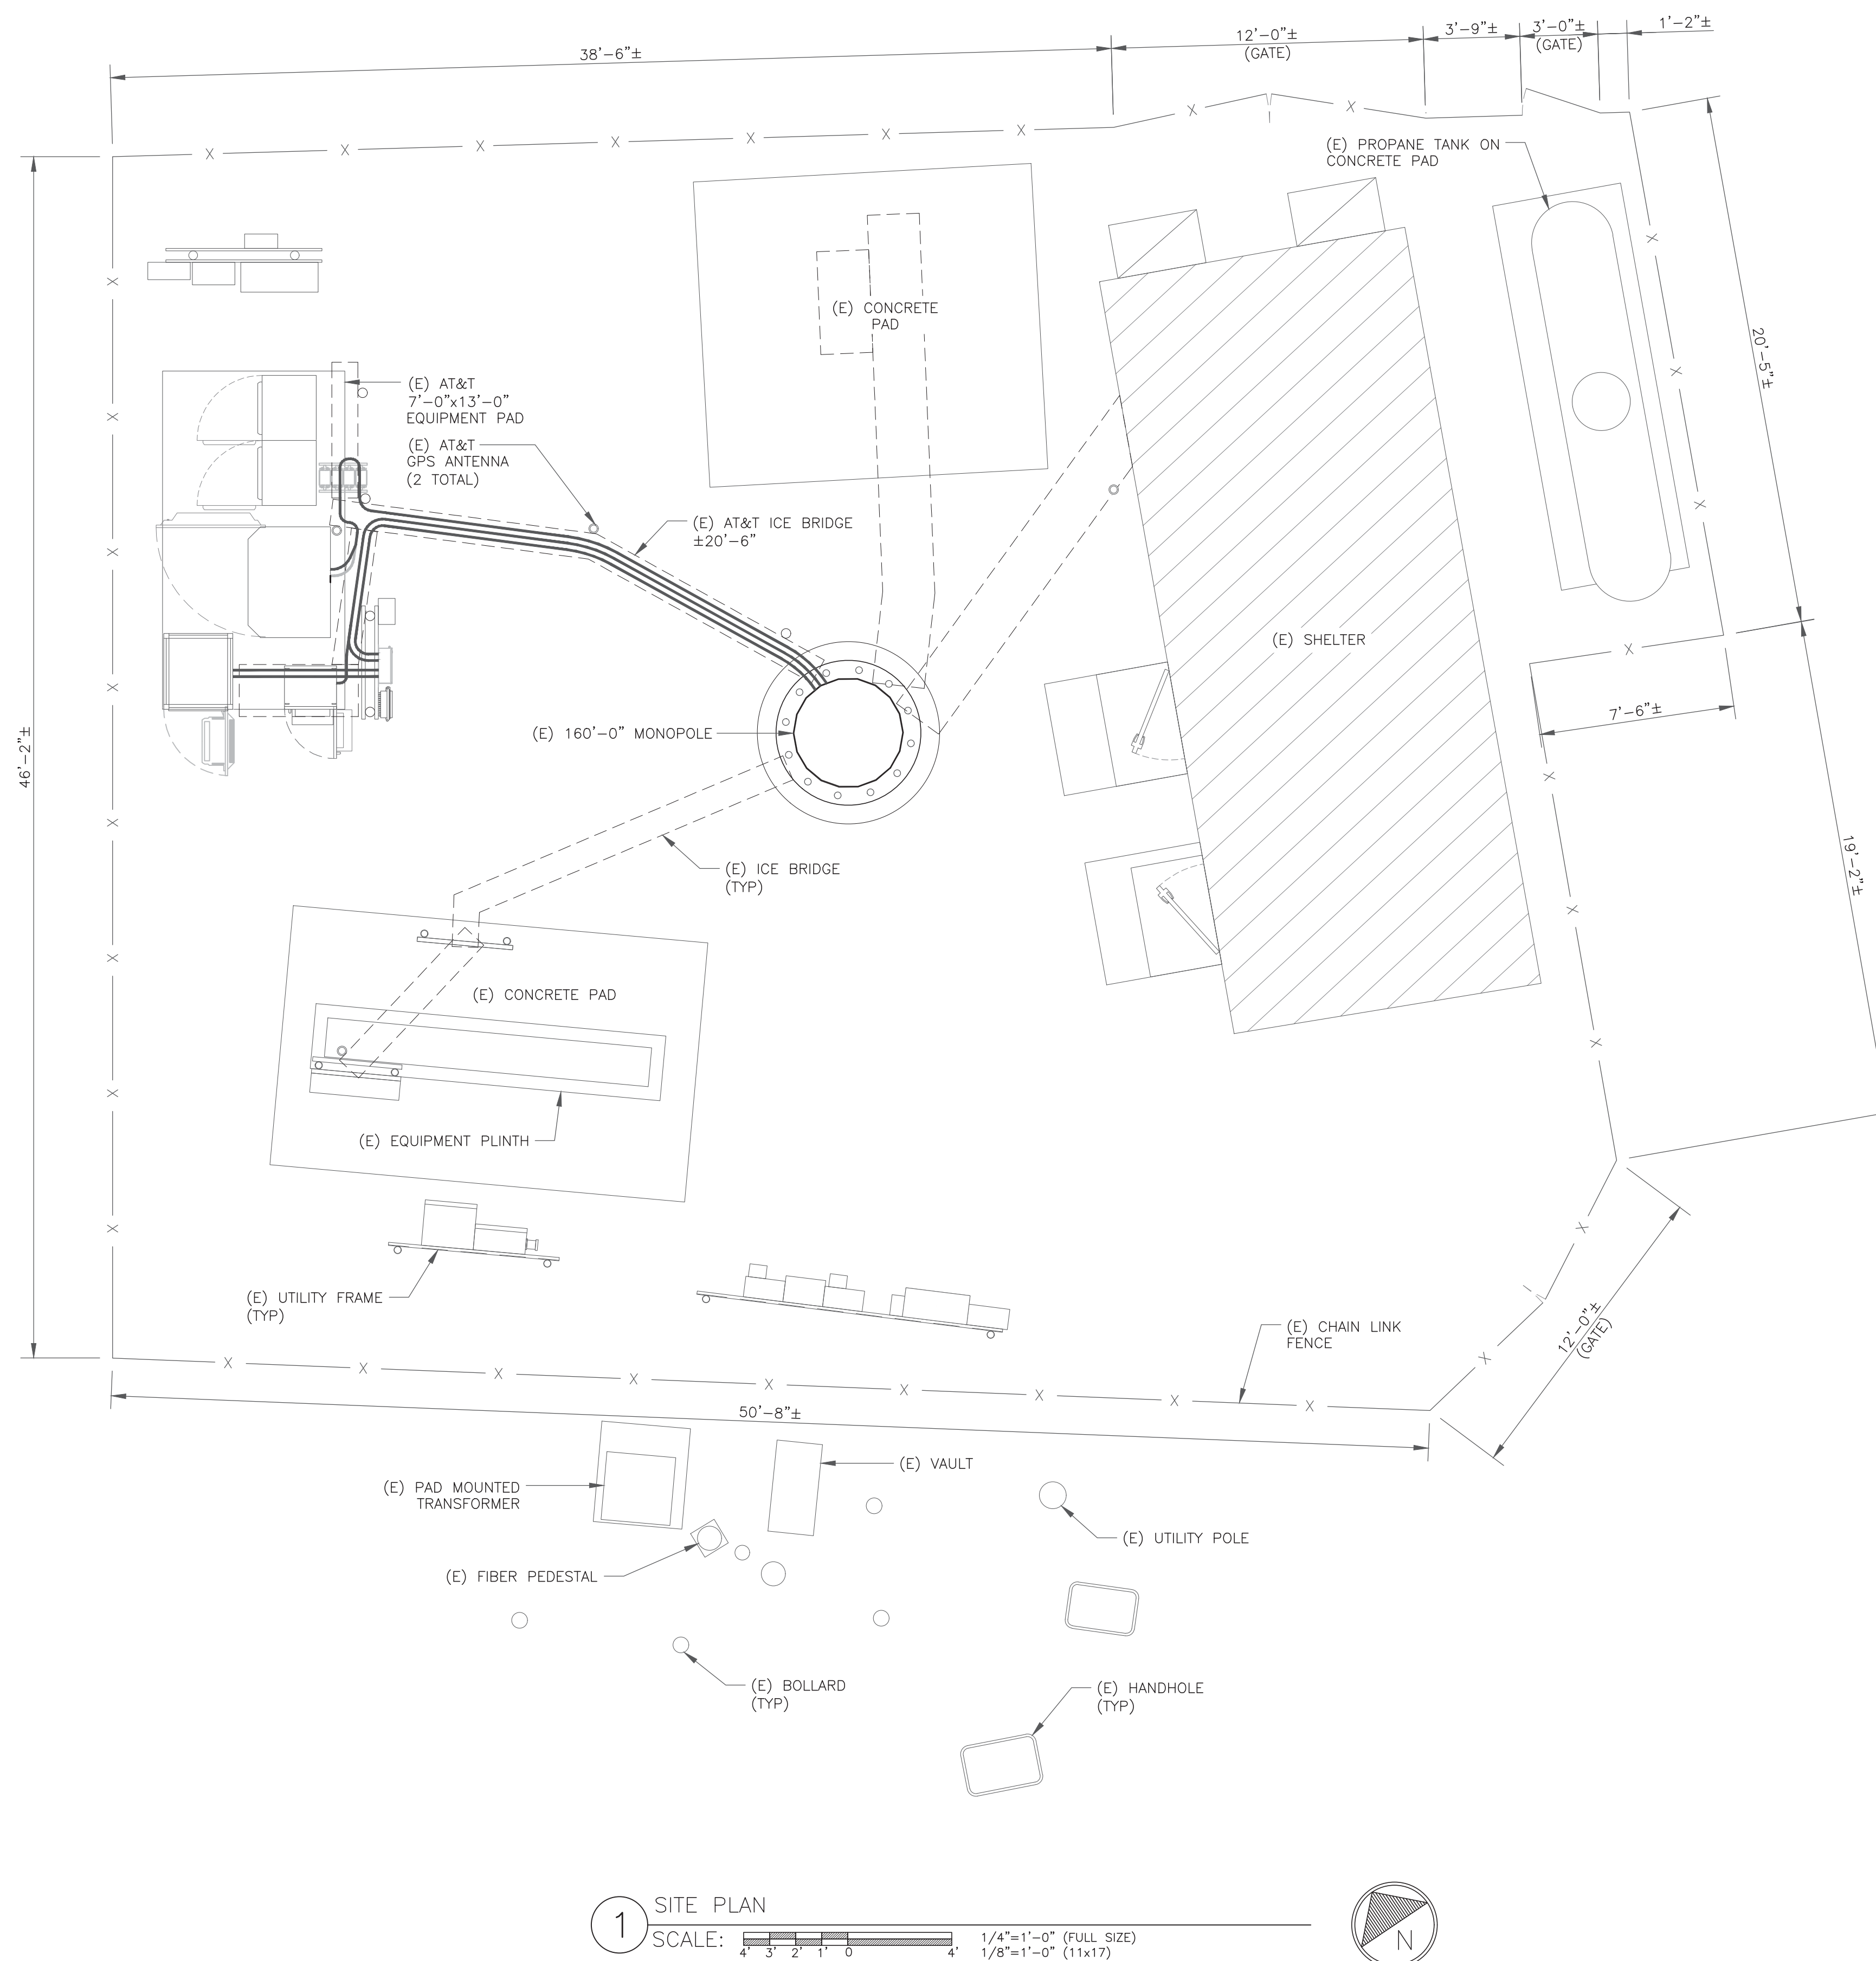 38'-6"±
12'-0"±
(GATE)
3'-9"±
3'-0"±
(GATE)
1'-2"±
(E) PROPANE TANK ON
CONCRETE PAD
(E) CONCRETE
PAD
20'-5"±
(E) AT&T
7'-0"x13'-0"
EQUIPMENT PAD
(E) AT&T
GPS ANTENNA
(2 TOTAL)
(E) AT&T ICE BRIDGE
±20'-6"
(E) SHELTER
7'-6"±
(E) 160'-0" MONOPOLE
46'-2"±
19'-2"±
(E) ICE BRIDGE
(TYP)
(E) CONCRETE PAD
(E) EQUIPMENT PLINTH
(E) UTILITY FRAME
(TYP)
(E) CHAIN LINK
FENCE
12'-0"±
(GATE)
50'-8"±
(E) VAULT
(E) PAD MOUNTED
TRANSFORMER
(E) UTILITY POLE
(E) FIBER PEDESTAL
(E) BOLLARD
(TYP)
(E) HANDHOLE
(TYP)
1
SITE PLAN
SCALE:
4' 3' 2' 1' 0 4'
1/4"=1'-0" (FULL SIZE)
1/8"=1'-0" (11x17)
N